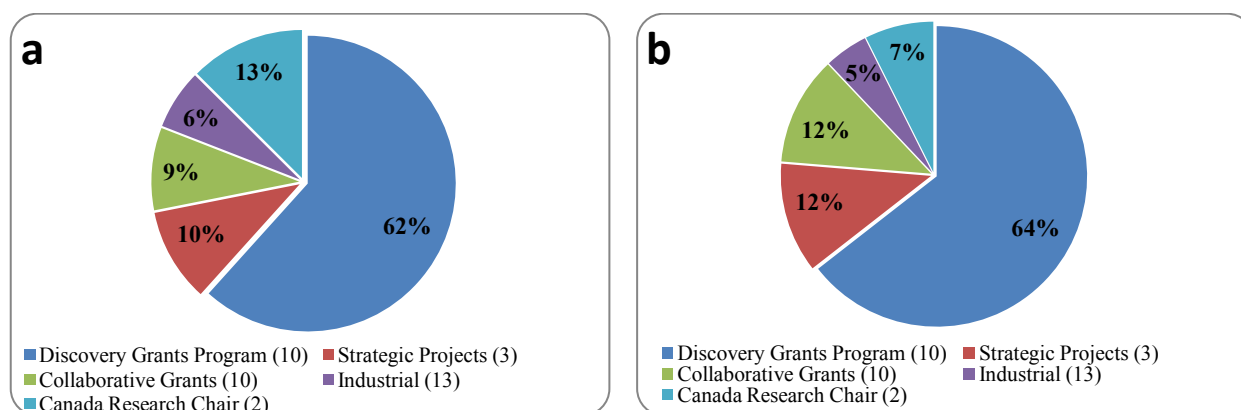 a
13%
6%
9%
10%
62%
Discovery Grants Program (10) Strategic Projects (3)
Collaborative Grants (10) Industrial (13)
Canada Research Chair (2)
b
7%
5%
12%
12%
64%
Discovery Grants Program (10) Strategic Projects (3)
Collaborative Grants (10) Industrial (13)
Canada Research Chair (2)